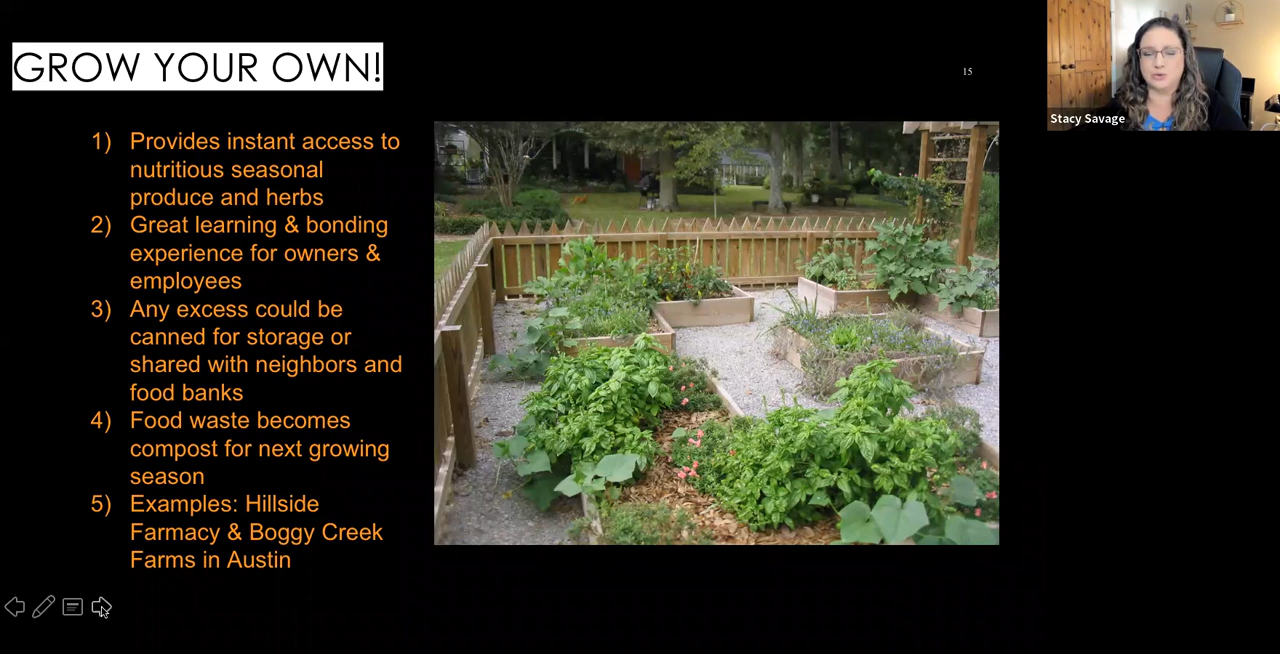 GROW YOUR OWN!
15
Stacy Savage
1) Provides instant access to
nutritious seasonal
produce and herbs
2) Great learning & bonding
experience for owners &
employees
3) Any excess could be
canned for storage or
shared with neighbors and
food banks
4) Food waste becomes
compost for next growing
season
5) Examples: Hillside
Farmacy & Boggy Creek
Farms in Austin